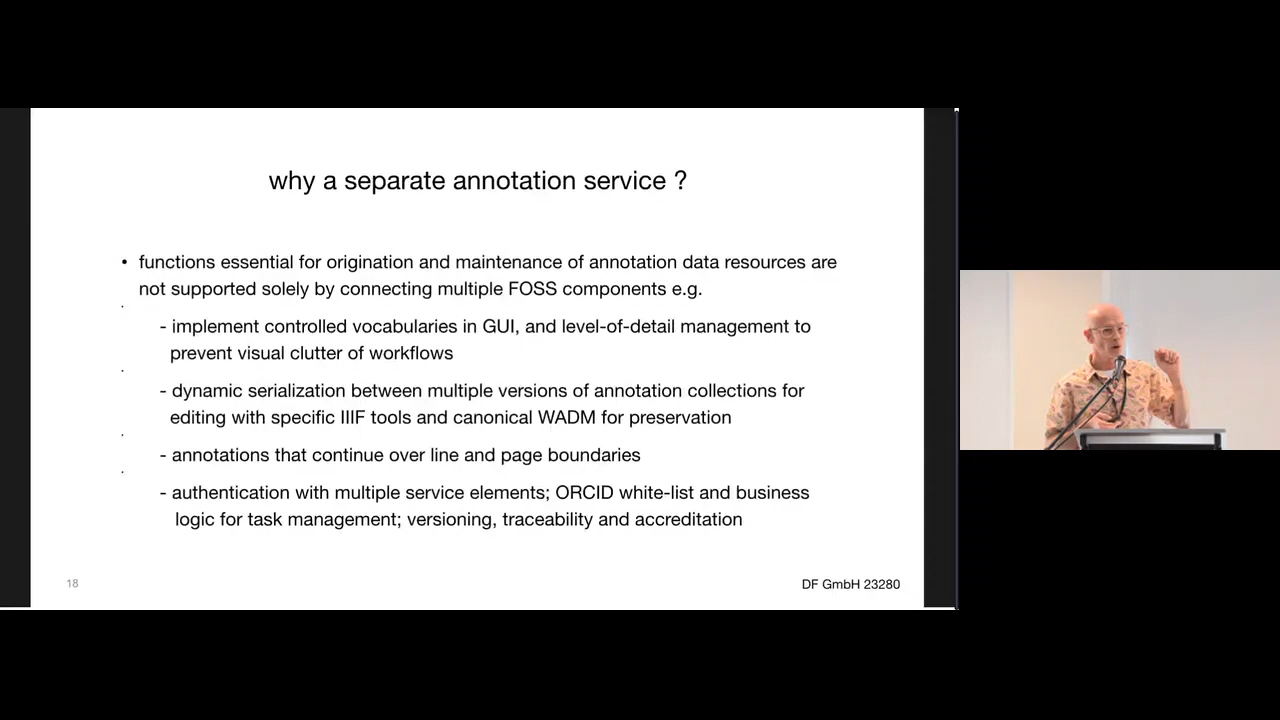 why a separate annotation service ?
• functions essential for origination and maintenance of annotation data resources are
not supported solely by connecting multiple FOSS components e.g.
- implement controlled vocabularies in GUI, and level-of-detail management to
prevent visual clutter of workflows
- dynamic serialization between multiple versions of annotation collections for
editing with specific IIIF tools and canonical WADM for preservation
- annotations that continue over line and page boundaries
- authentication with multiple service elements; ORCID white-list and business
logic for task management; versioning, traceability and accreditation
18
DF GmbH 23280